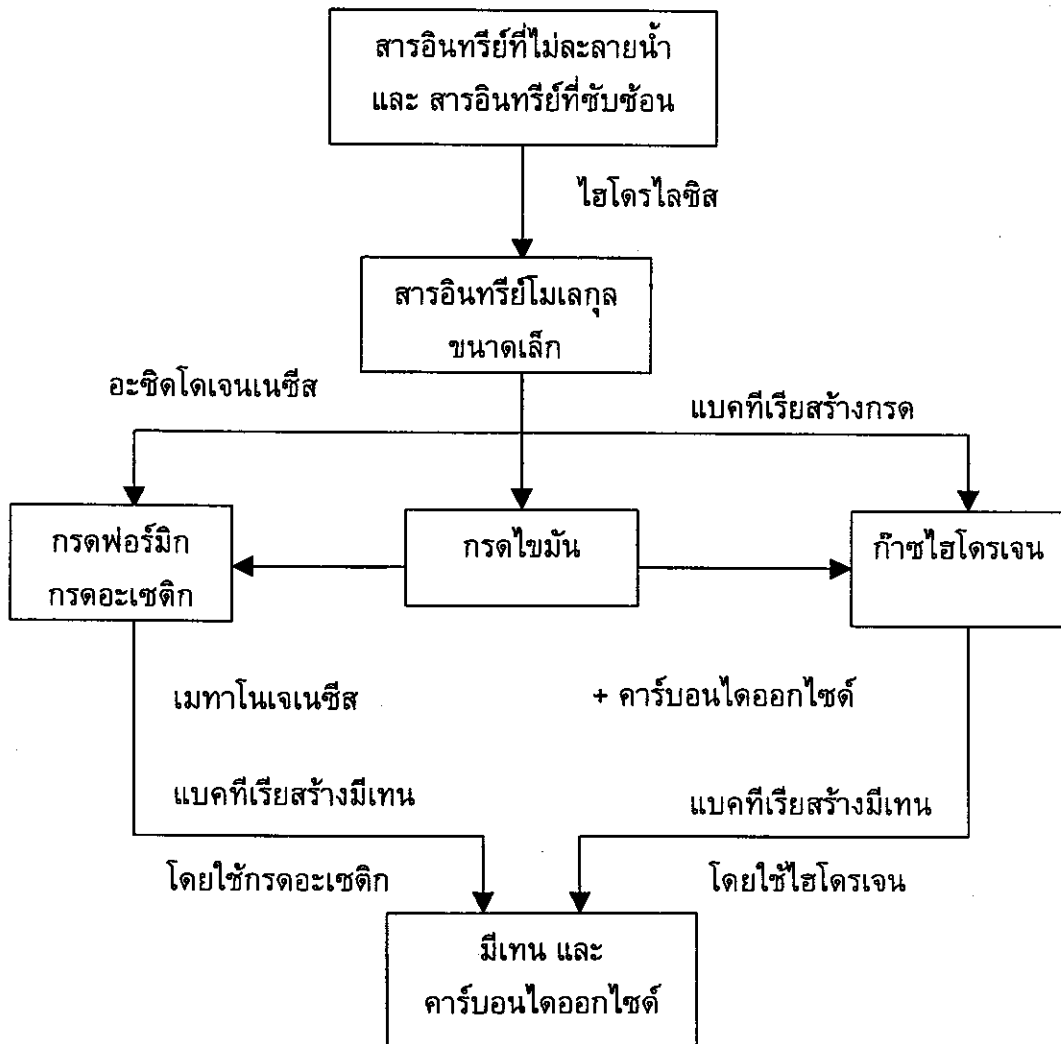 สารอินทรีย์ที่ไม่ละลายน้ำ
และ สารอินทรีย์ที่ซับซ้อน
ไฮโดรไลซิส
สารอินทรีย์โมเลกุล
ขนาดเล็ก
อะซิดโดเจนเนซีส
แบคทีเรียสร้างกรด
กรดฟอร์มิก
กรดอะเซติก
กรดไขมัน
ก๊าซไฮโดรเจน
เมทาโนเจเนซีส
+ คาร์บอนไดออกไซด์
แบคทีเรียสร้างมีเทน
แบคทีเรียสร้างมีเทน
โดยใช้กรดอะเซติก
โดยใช้ไฮโดรเจน
มีเทน และ
คาร์บอนไดออกไซด์